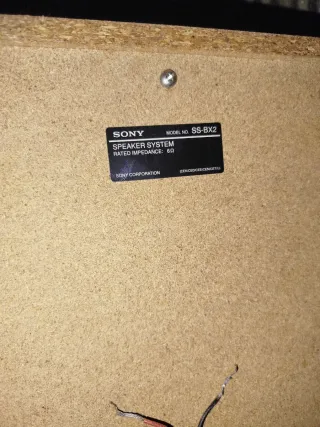 SONY MODEL NO. SS-BX2
SPEAKER SYSTEM
RATED IMPEDANCE: 6Ω
SONY CORPORATION